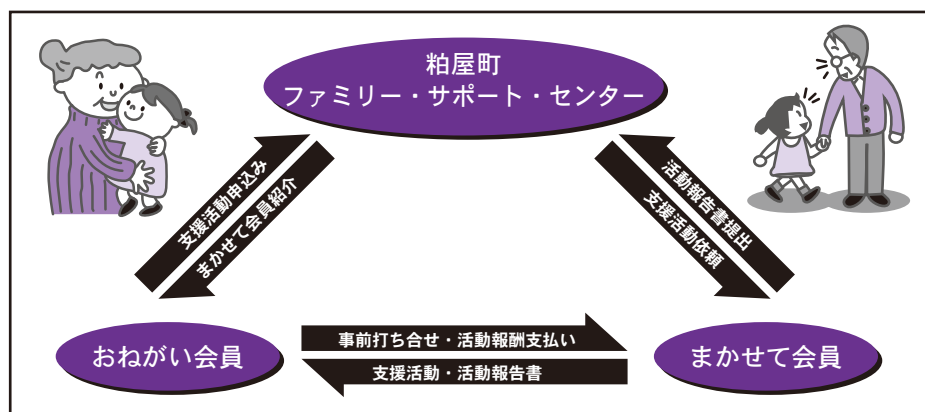 粕屋町
ファミリー・サポート・センター
支援活動申込み
まかせて会員紹介
活動報告書提出
支援活動依頼
事前打ち合せ・活動報酬支払い
支援活動・活動報告書
おねがい会員
まかせて会員